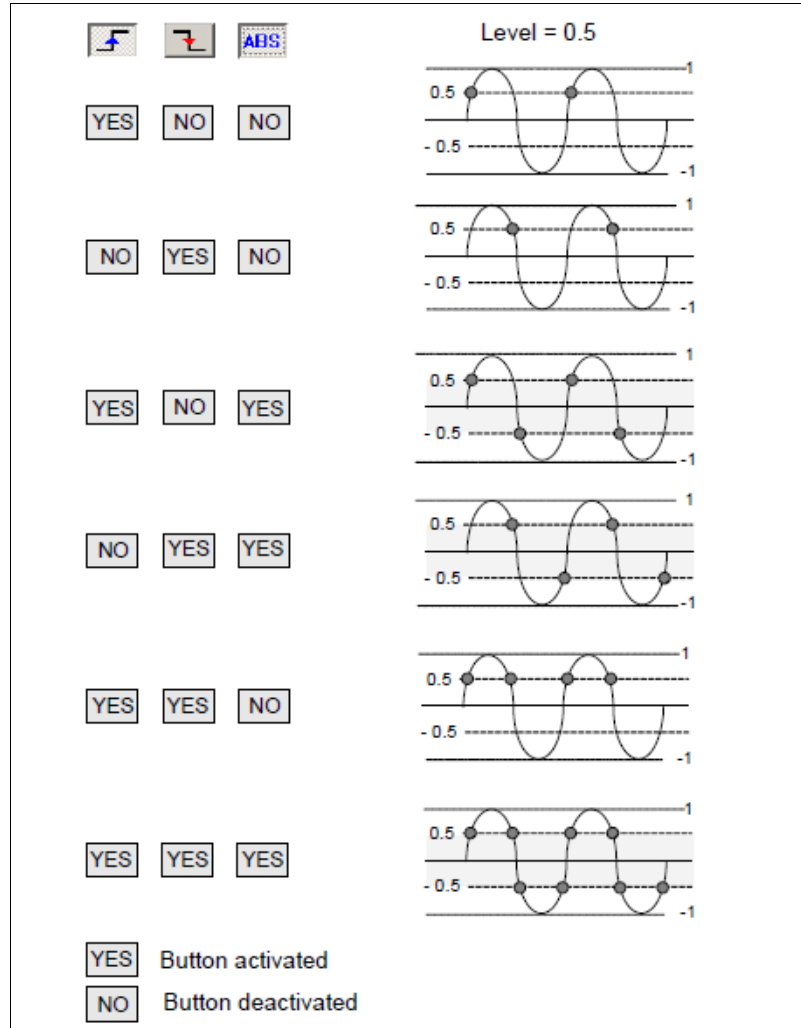 ABS Level = 0.5
1
0.5
YES NO NO
- 0.5
-1
1
0.5
NO YES NO
- 0.5
-1
1
0.5
YES NO YES
- 0.5
-1
1
0.5
NO YES YES
- 0.5
-1
1
0.5
YES YES NO
- 0.5
-1
1
0.5
YES YES YES
- 0.5
-1
YES Button activated
NO Button deactivated